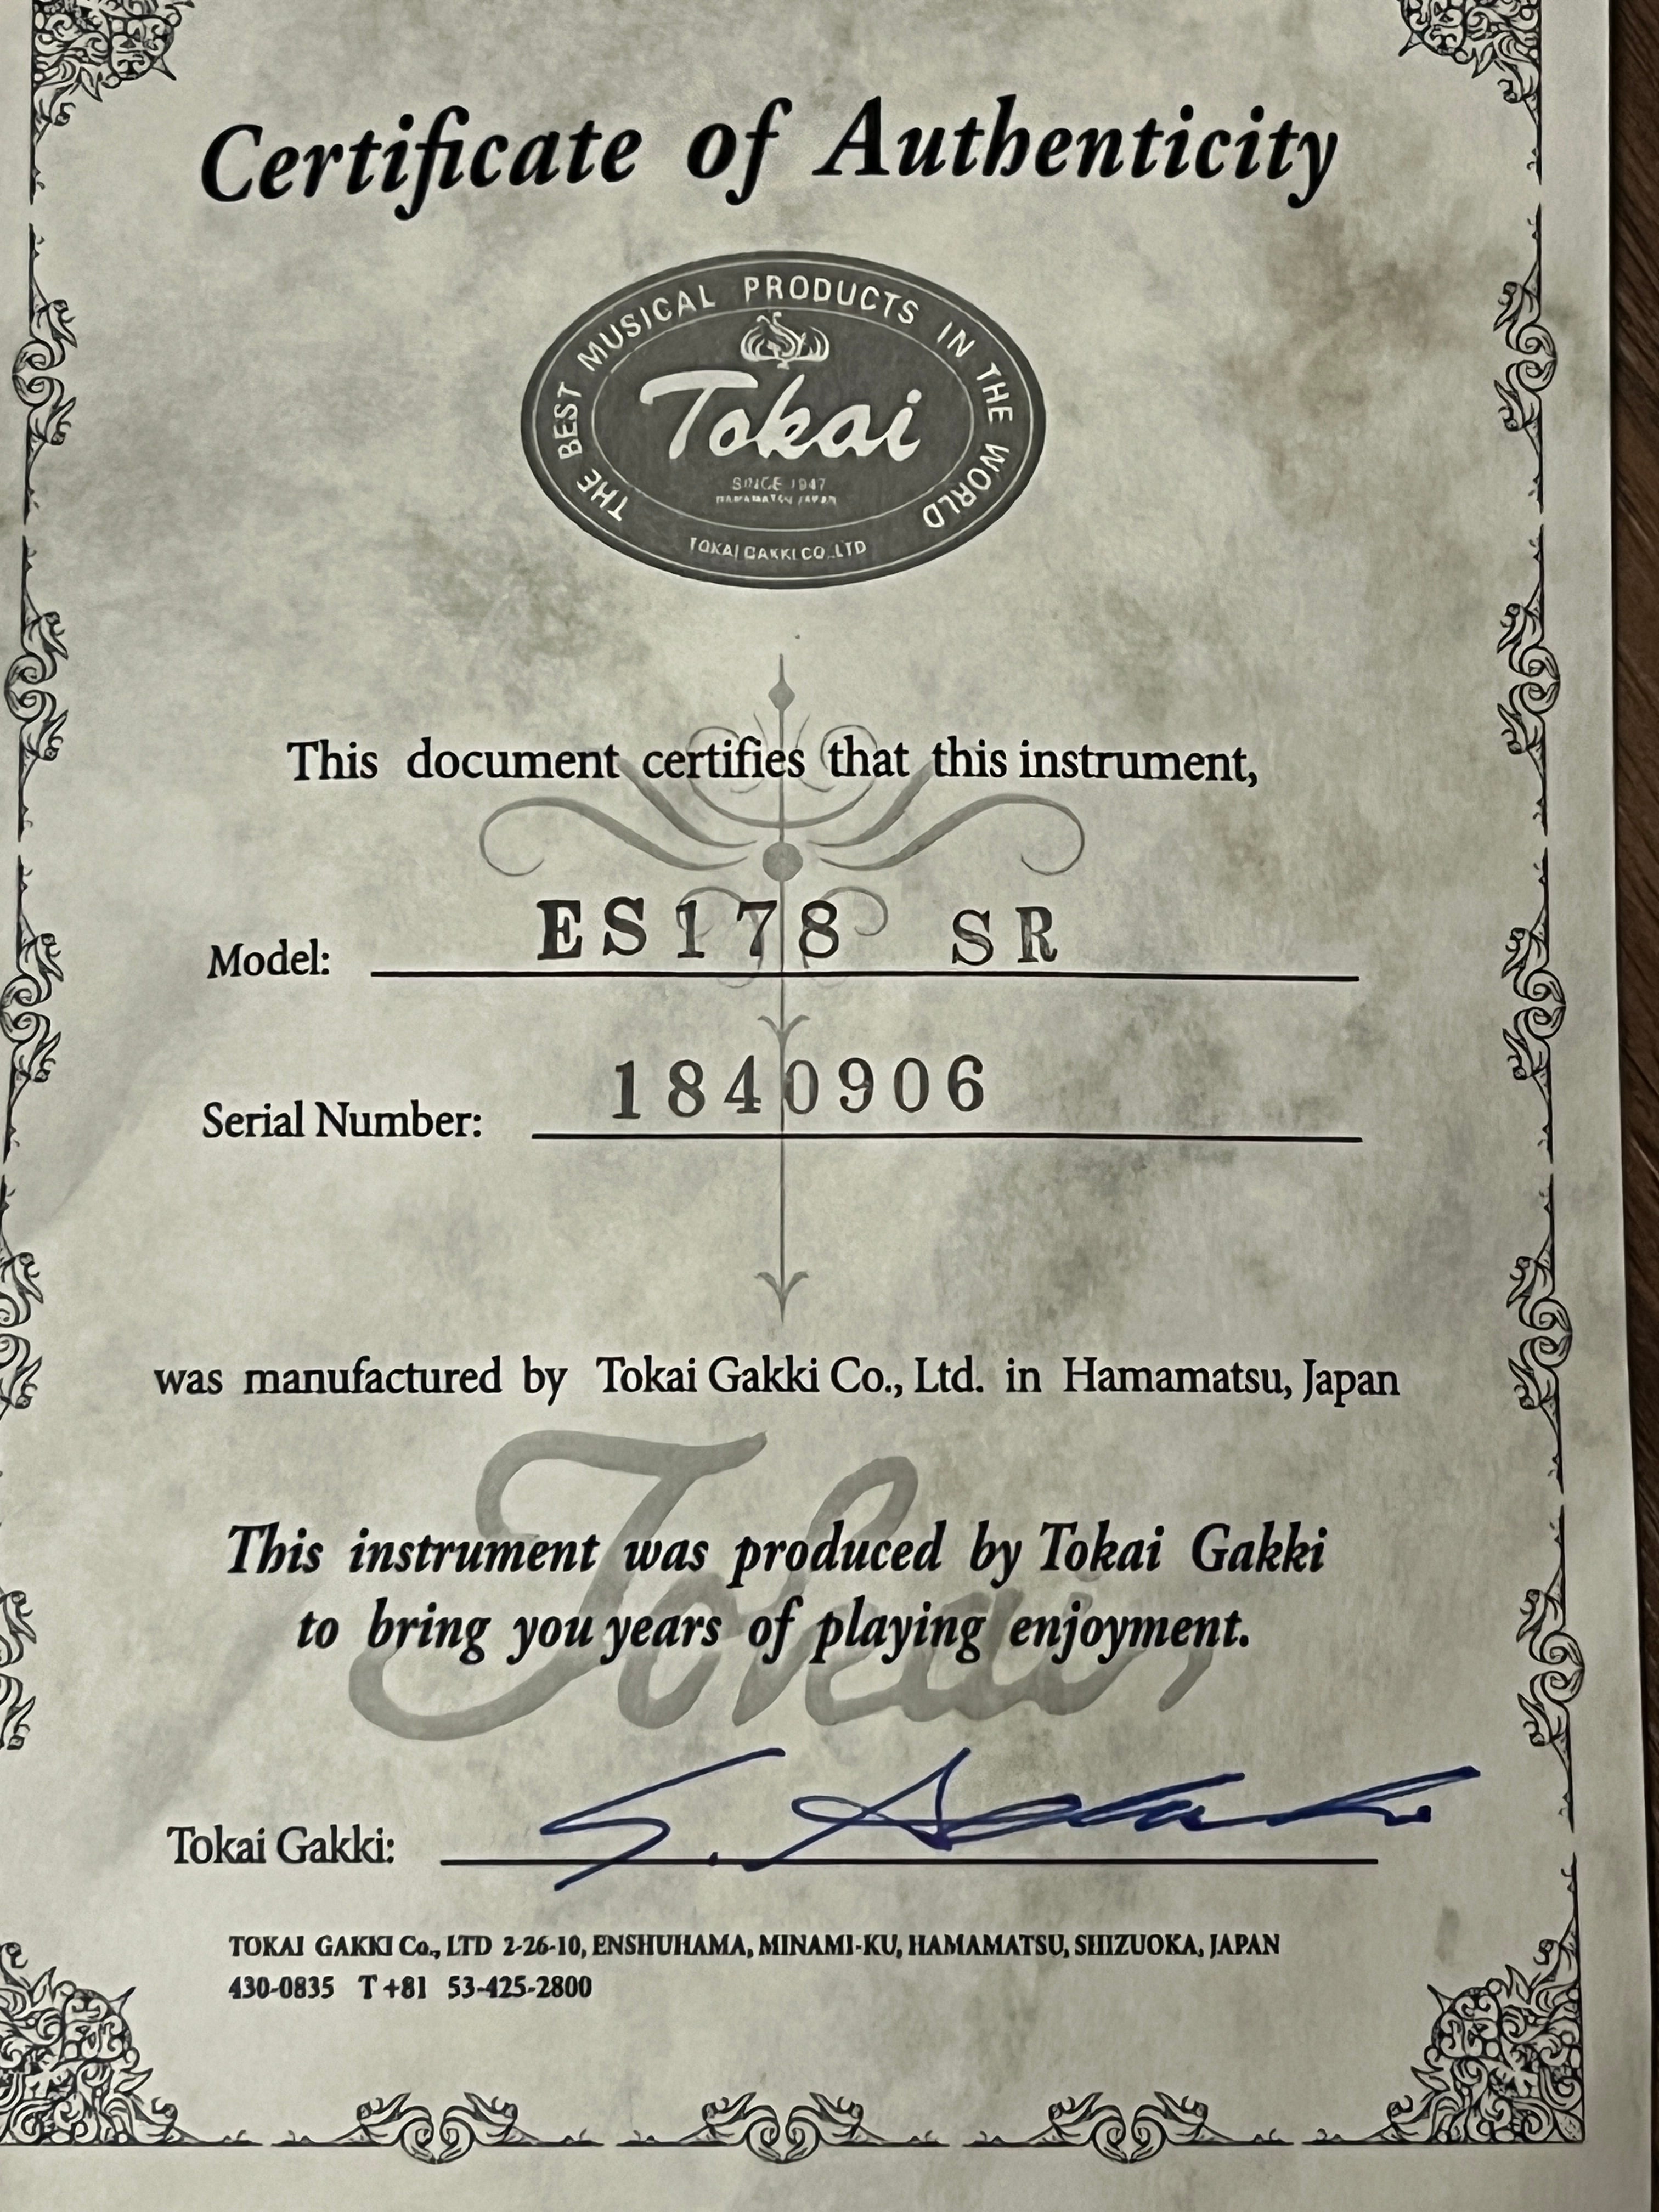 Certificate of Authenticity
THE BEST MUSICAL PRODUCTS IN THE WORLD
Tokai
SINCE 1947
HAMAMATSU JAPAN
TOKAI GAKKI CO.,LTD
This document certifies that this instrument,
Model: ES178 SR
Serial Number: 1840906
was manufactured by Tokai Gakki Co., Ltd. in Hamamatsu, Japan
Tokai
This instrument was produced by Tokai Gakki
to bring you years of playing enjoyment.
Tokai Gakki:
TOKAI GAKKI Co., LTD 2-26-10, ENSHUHAMA, MINAMI-KU, HAMAMATSU, SHIZUOKA, JAPAN
430-0835 T +81 53-425-2800